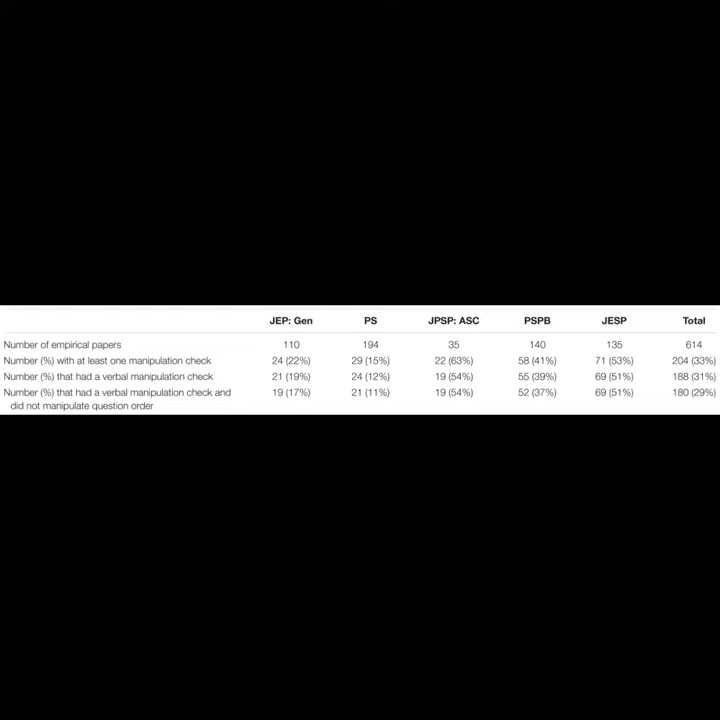 JEP: Gen PS JPSP: ASC PSPB JESP Total
Number of empirical papers 110 194 35 140 135 614
Number (%) with at least one manipulation check 24 (22%) 29 (15%) 22 (63%) 58 (41%) 71 (53%) 204 (33%)
Number (%) that had a verbal manipulation check 21 (19%) 24 (12%) 19 (54%) 55 (39%) 69 (51%) 188 (31%)
Number (%) that had a verbal manipulation check and 19 (17%) 21 (11%) 19 (54%) 52 (37%) 69 (51%) 180 (29%)
did not manipulate question order